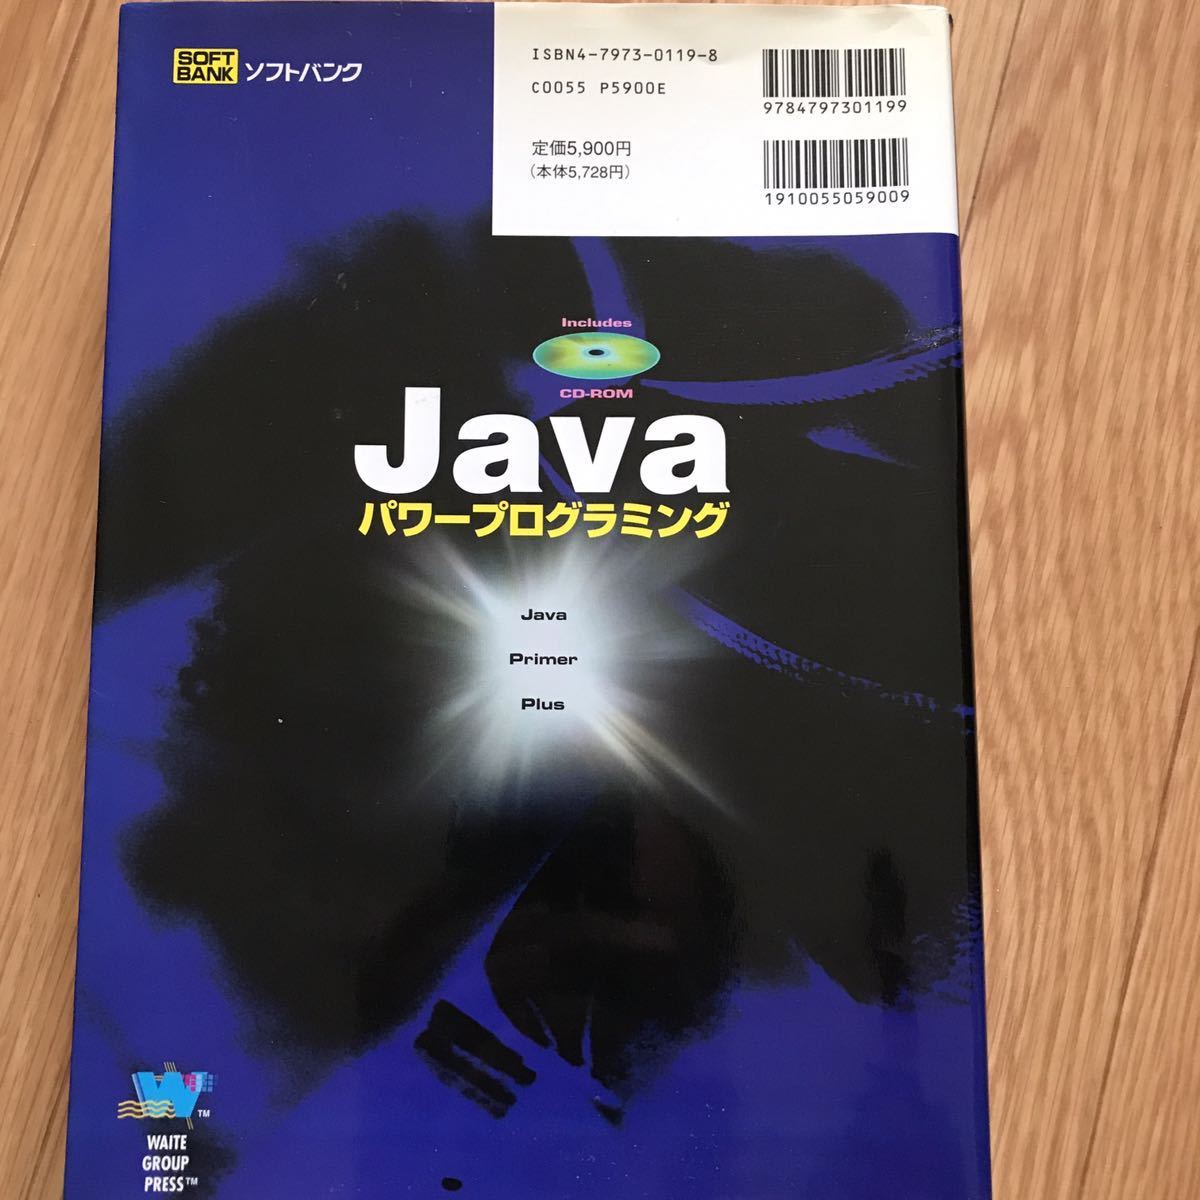 SOFT
BANK ソフトバンク
ISBN4-7973-0119-8
C0055 P5900E
定価5,900円
(本体5,728円)
9784797301199
1910055059009
Includes
CD-ROM
Java
パワープログラミング
Java
Primer
Plus
W™
WAITE
GROUP
PRESS™